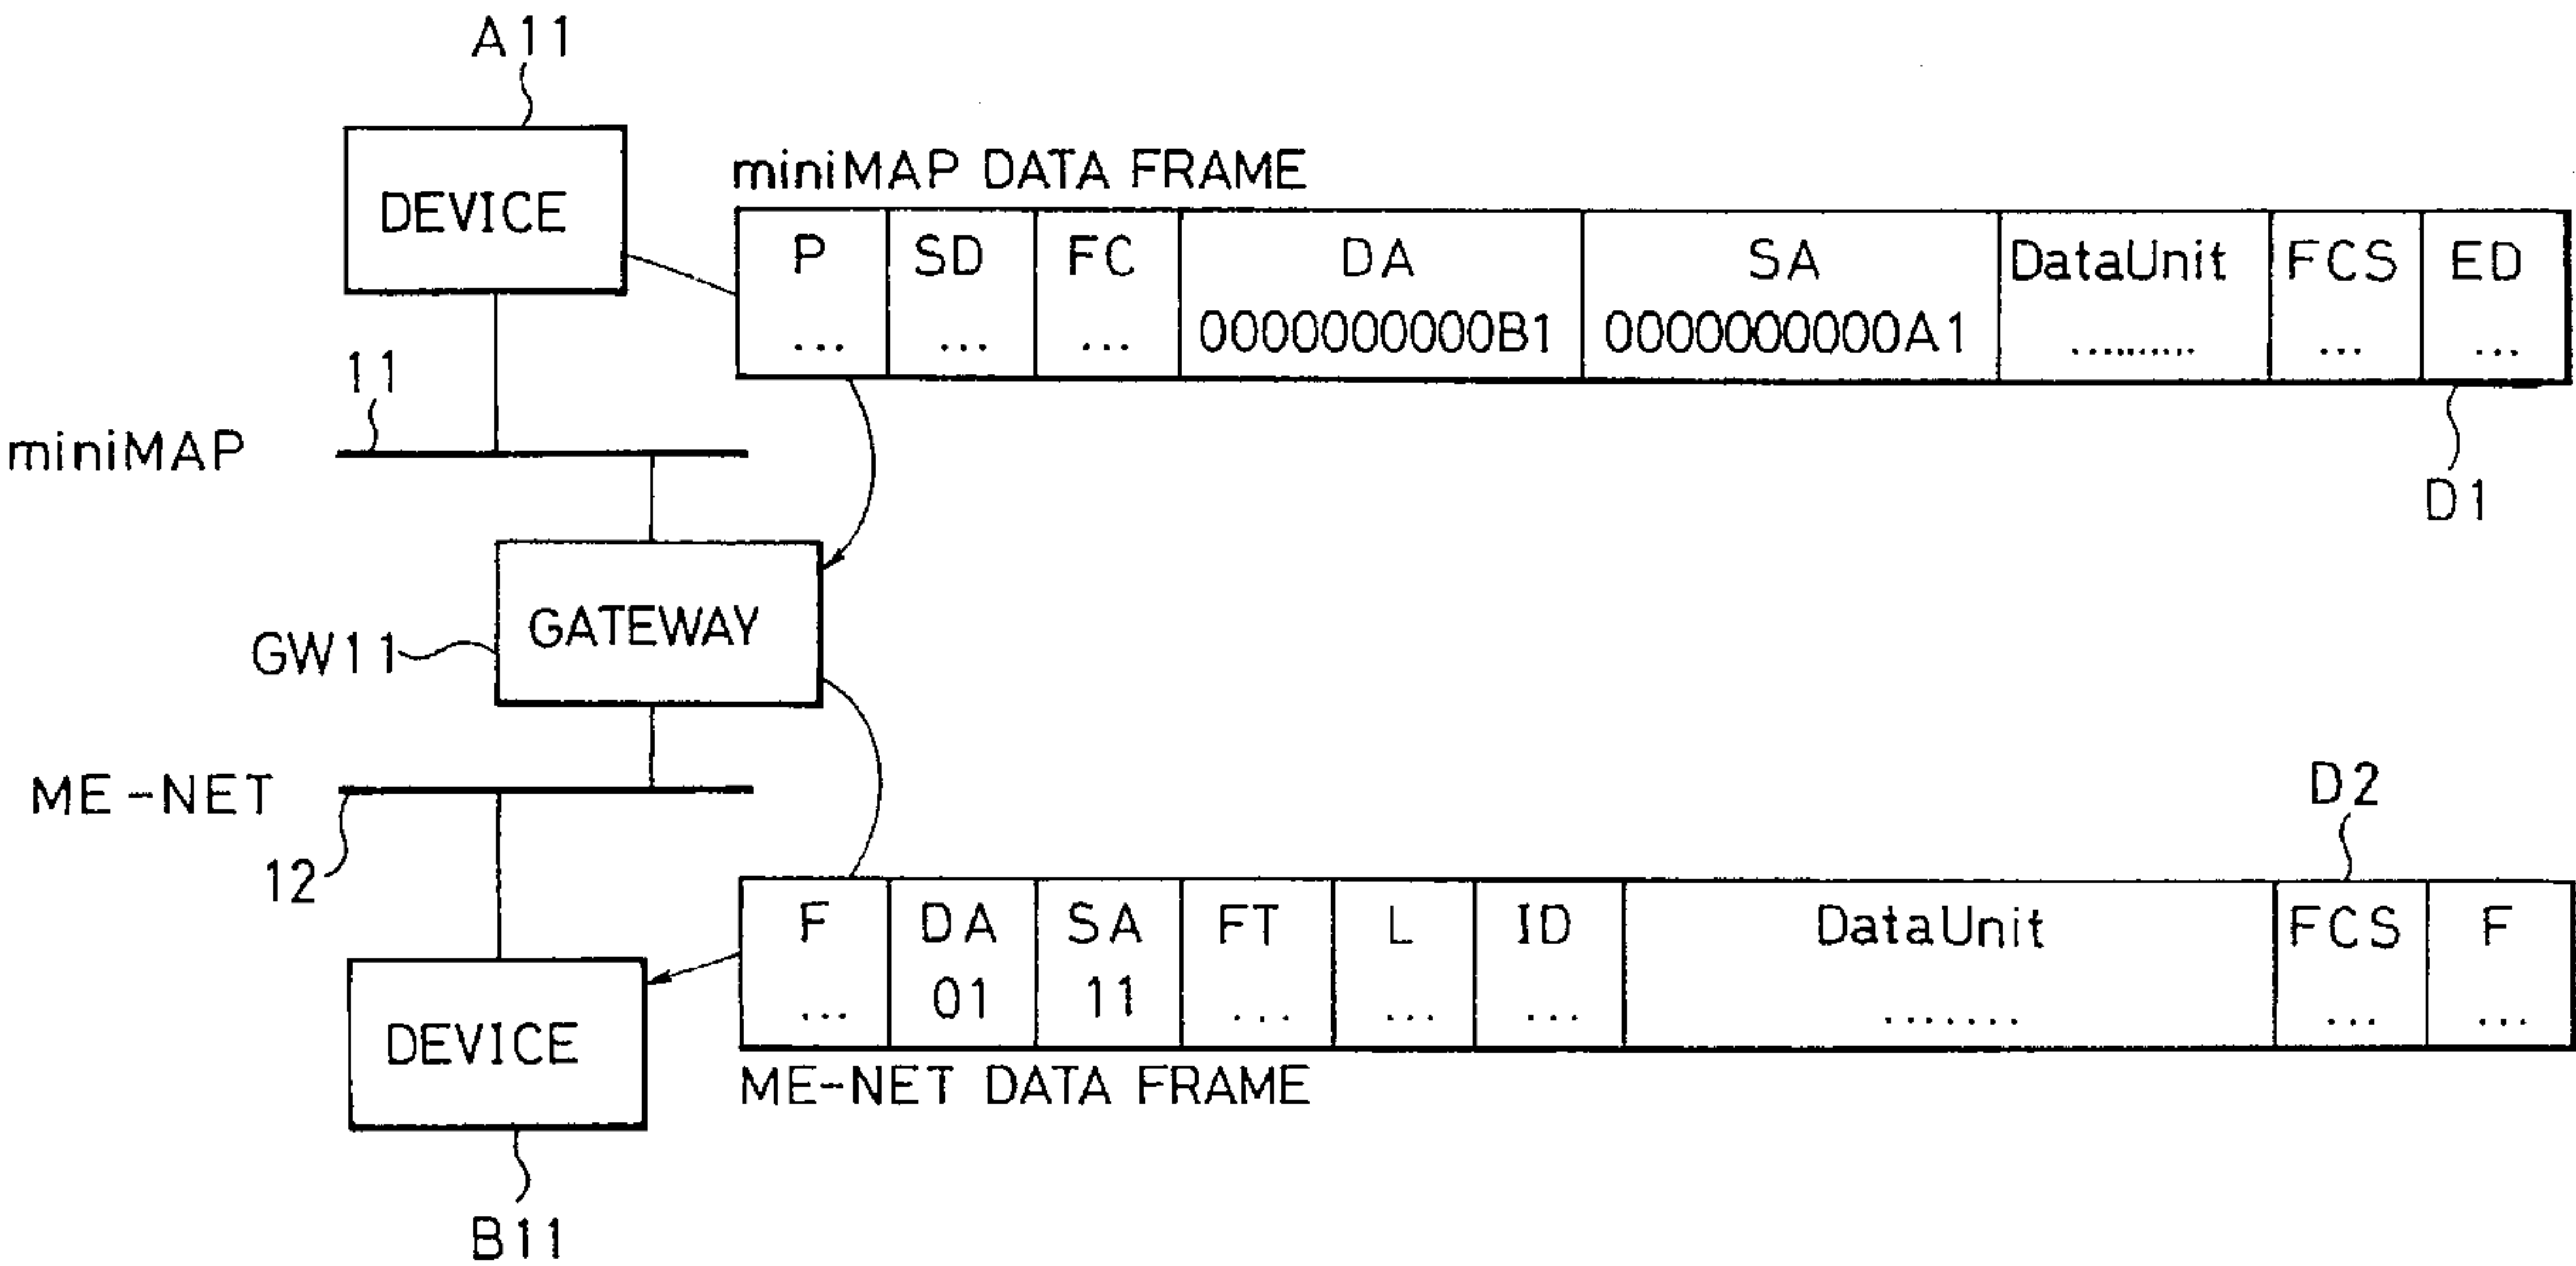 A11
DEVICE
miniMAP DATA FRAME
P SD FC DA SA DataUnit FCS ED
... ... ... 0000000000B1 0000000000A1 ......... ... ...
11
miniMAP
D1
GATEWAY
GW11
ME-NET
12
D2
F DA SA FT L ID DataUnit FCS F
... 01 11 ... ... ... ....... ... ...
DEVICE
ME-NET DATA FRAME
B11